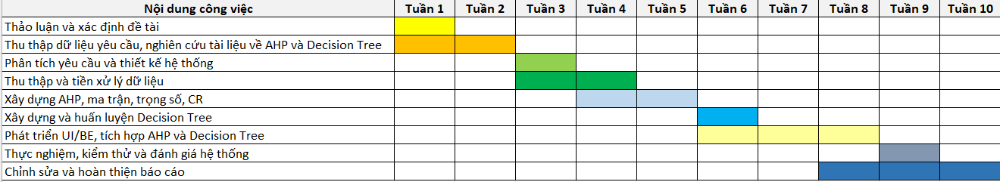 Nội dung công việc Tuần 1 Tuần 2 Tuần 3 Tuần 4 Tuần 5 Tuần 6 Tuần 7 Tuần 8 Tuần 9 Tuần 10
Thảo luận và xác định đề tài
Thu thập dữ liệu yêu cầu, nghiên cứu tài liệu về AHP và Decision Tree
Phân tích yêu cầu và thiết kế hệ thống
Thu thập và tiền xử lý dữ liệu
Xây dựng AHP, ma trận, trọng số, CR
Xây dựng và huấn luyện Decision Tree
Phát triển UI/BE, tích hợp AHP và Decision Tree
Thực nghiệm, kiểm thử và đánh giá hệ thống
Chỉnh sửa và hoàn thiện báo cáo